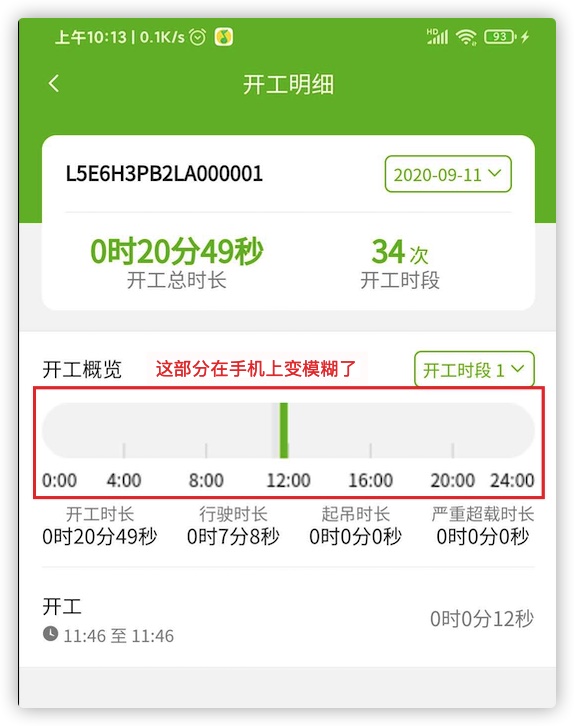 上午10:13 | 0.1K/s
HD 93
开工明细
L5E6H3PB2LA000001
2020-09-11
0时20分49秒
34次
开工总时长
开工时段
开工概览
这部分在手机上变模糊了
开工时段 1
0:00 4:00 8:00 12:00 16:00 20:00 24:00
开工时长 行驶时长 起吊时长 严重超载时长
0时20分49秒 0时7分8秒 0时0分0秒 0时0分0秒
开工
0时0分12秒
11:46 至 11:46